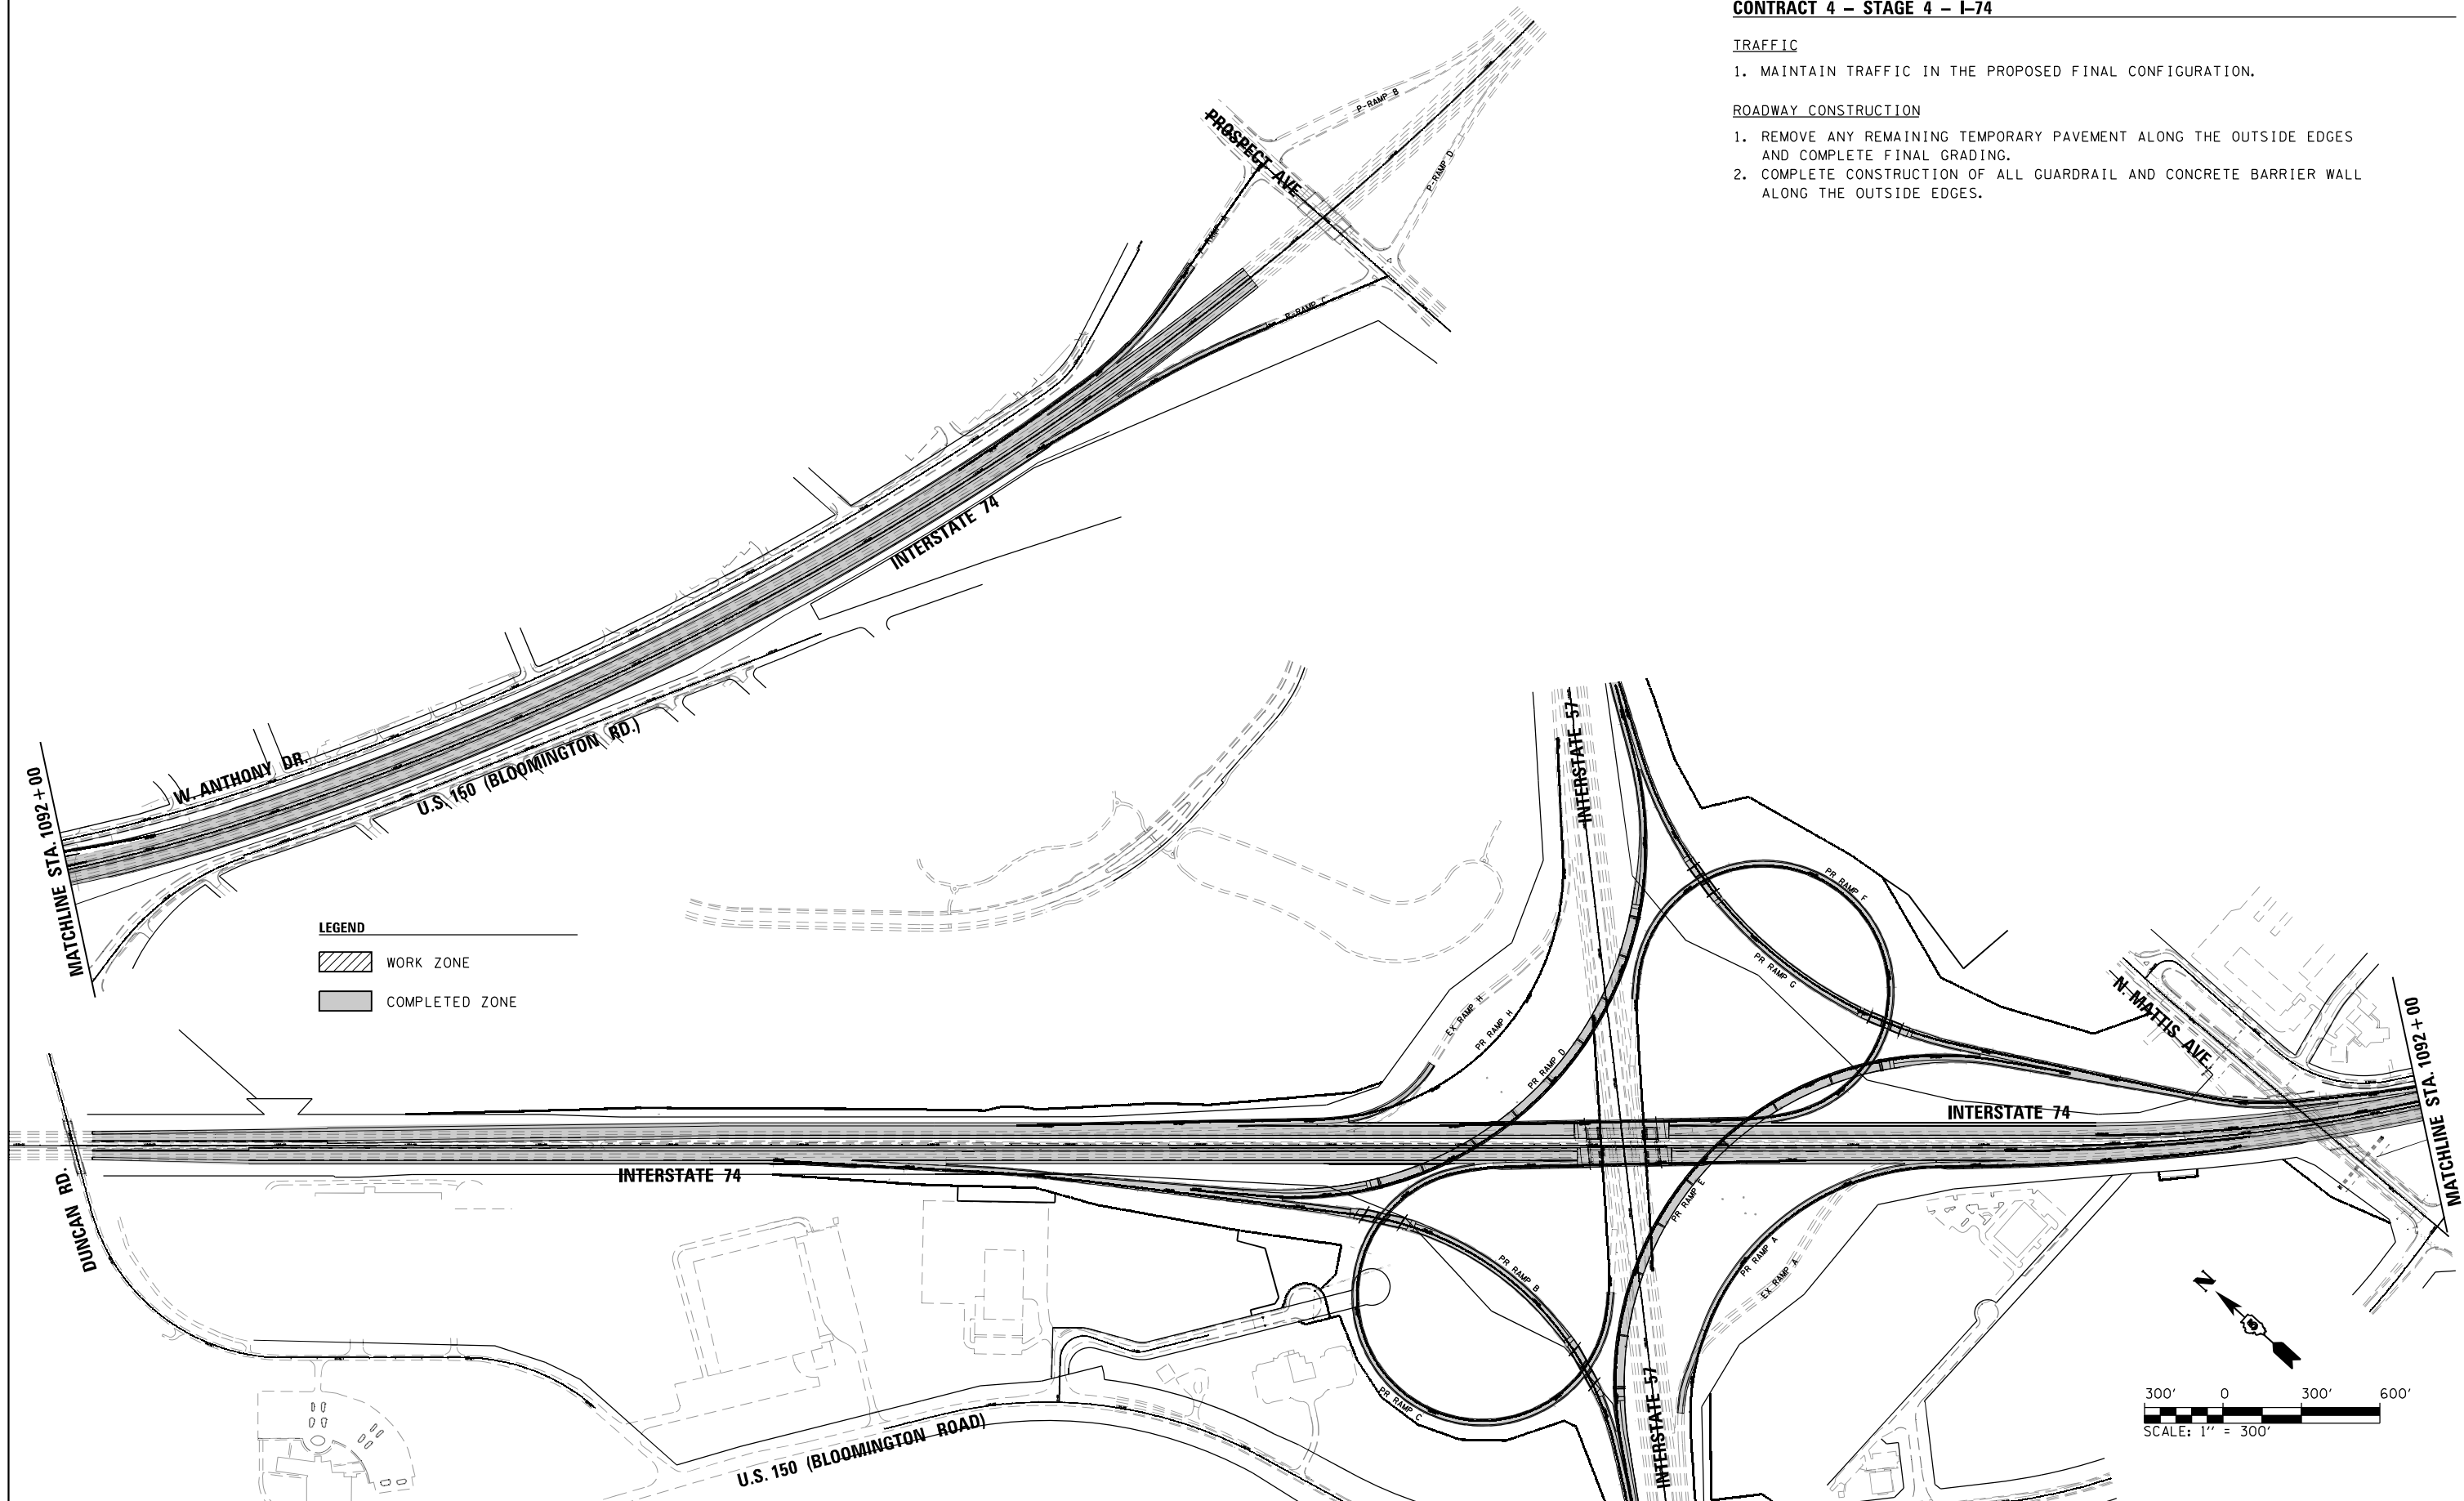 CONTRACT 4 – STAGE 4 – I–74
TRAFFIC
1. MAINTAIN TRAFFIC IN THE PROPOSED FINAL CONFIGURATION.
ROADWAY CONSTRUCTION
1. REMOVE ANY REMAINING TEMPORARY PAVEMENT ALONG THE OUTSIDE EDGES
AND COMPLETE FINAL GRADING.
2. COMPLETE CONSTRUCTION OF ALL GUARDRAIL AND CONCRETE BARRIER WALL
ALONG THE OUTSIDE EDGES.
P-RAMP B
PROSPECT AVE
P-RAMP D
P-RAMP C
INTERSTATE 74
W. ANTHONY DR.
U.S. 150 (BLOOMINGTON RD.)
MATCHLINE STA. 1092+00
INTERSTATE 57
LEGEND
WORK ZONE
COMPLETED ZONE
PR RAMP F
PR RAMP G
EX RAMP H
PR RAMP H
PR RAMP D
N. MATTIS AVE.
MATCHLINE STA. 1092+00
INTERSTATE 74
INTERSTATE 74
DUNCAN RD.
PR RAMP E
PR RAMP A
EX RAMP A
PR RAMP B
PR RAMP C
INTERSTATE 57
U.S. 150 (BLOOMINGTON ROAD)
N
300' 0 300' 600'
SCALE: 1" = 300'